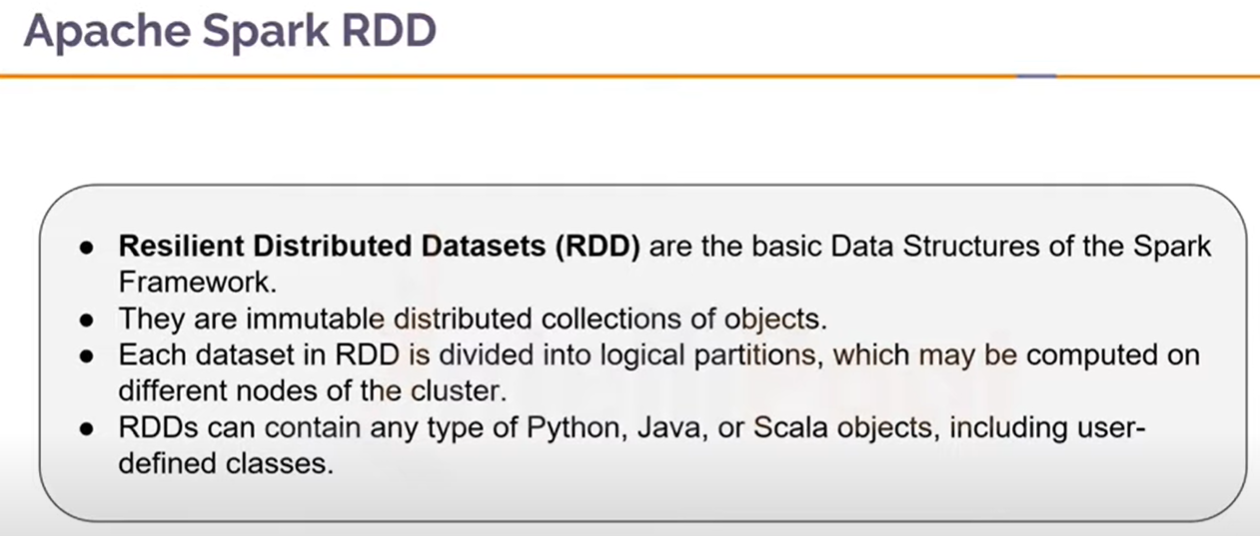 Apache Spark RDD
● Resilient Distributed Datasets (RDD) are the basic Data Structures of the Spark
Framework.
● They are immutable distributed collections of objects.
● Each dataset in RDD is divided into logical partitions, which may be computed on
different nodes of the cluster.
● RDDs can contain any type of Python, Java, or Scala objects, including user-
defined classes.